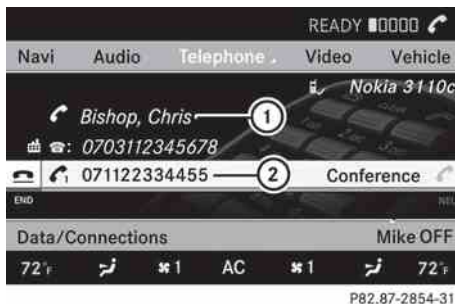 READY
Navi Audio Telephone Video Vehicle
Nokia 3110c
Bishop, Chris 1
: 0703112345678
1 071122334455 2 Conference
END
Data/Connections Mike OFF
72°F 1 AC 1 72°F
P82.87-2854-31